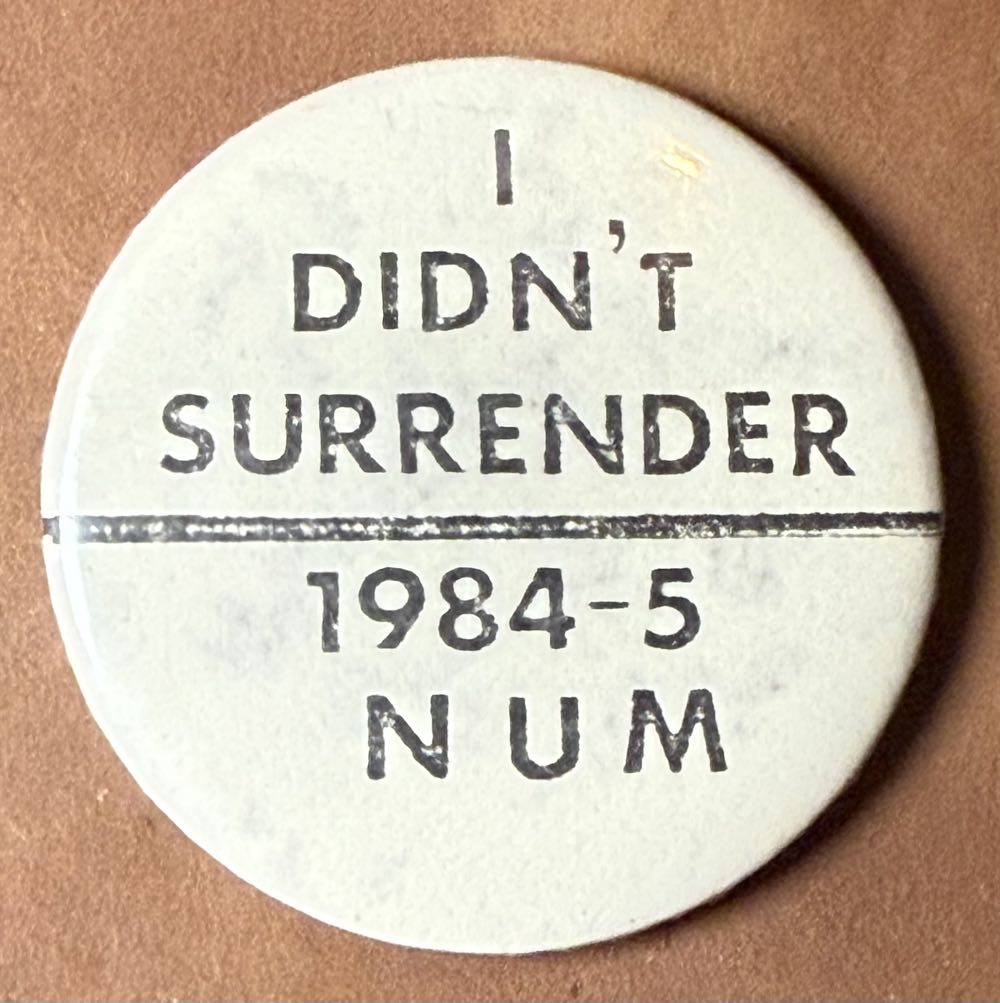 I
DIDN'T
SURRENDER
1984-5
NUM